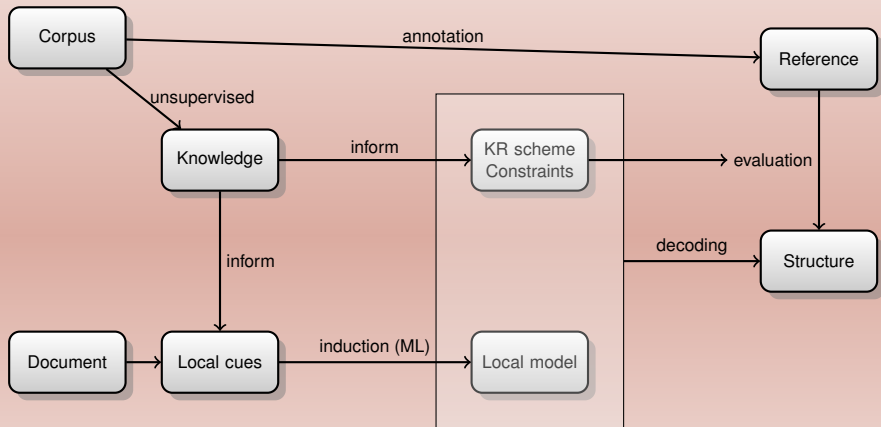 Corpus
annotation
Reference
unsupervised
Knowledge
inform
KR scheme
Constraints
evaluation
inform
decoding
Structure
Document
Local cues
induction (ML)
Local model